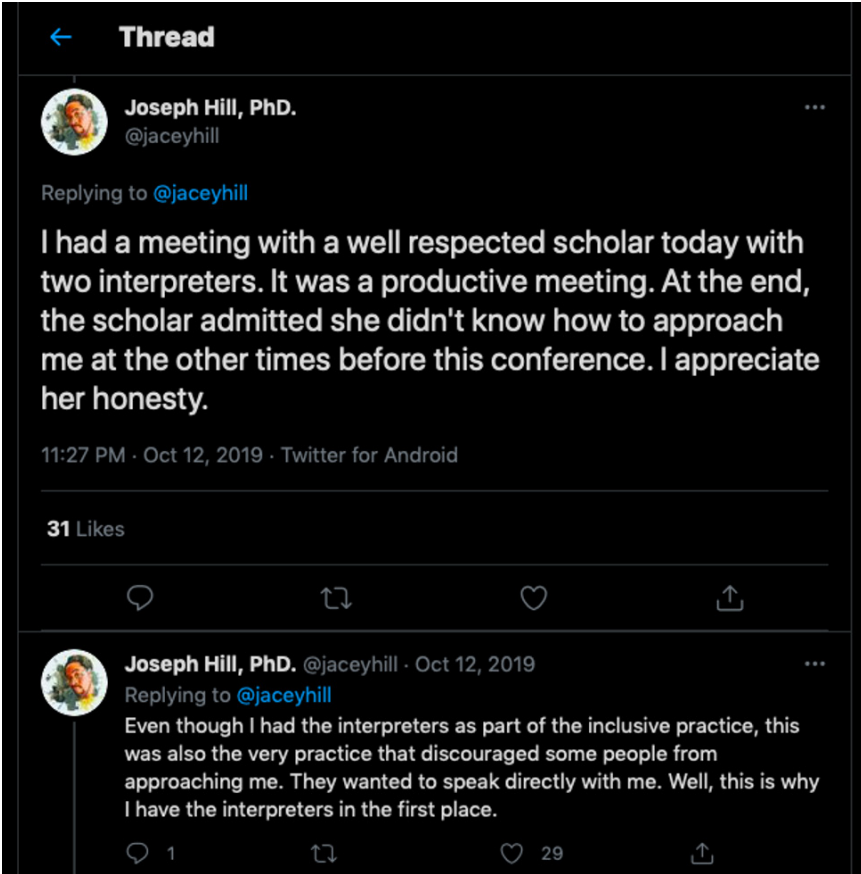 Thread
Joseph Hill, PhD.
@jaceyhill
Replying to @jaceyhill
I had a meeting with a well respected scholar today with
two interpreters. It was a productive meeting. At the end,
the scholar admitted she didn't know how to approach
me at the other times before this conference. I appreciate
her honesty.
11:27 PM · Oct 12, 2019 · Twitter for Android
31 Likes
Joseph Hill, PhD. @jaceyhill · Oct 12, 2019
Replying to @jaceyhill
Even though I had the interpreters as part of the inclusive practice, this
was also the very practice that discouraged some people from
approaching me. They wanted to speak directly with me. Well, this is why
I have the interpreters in the first place.
1 29